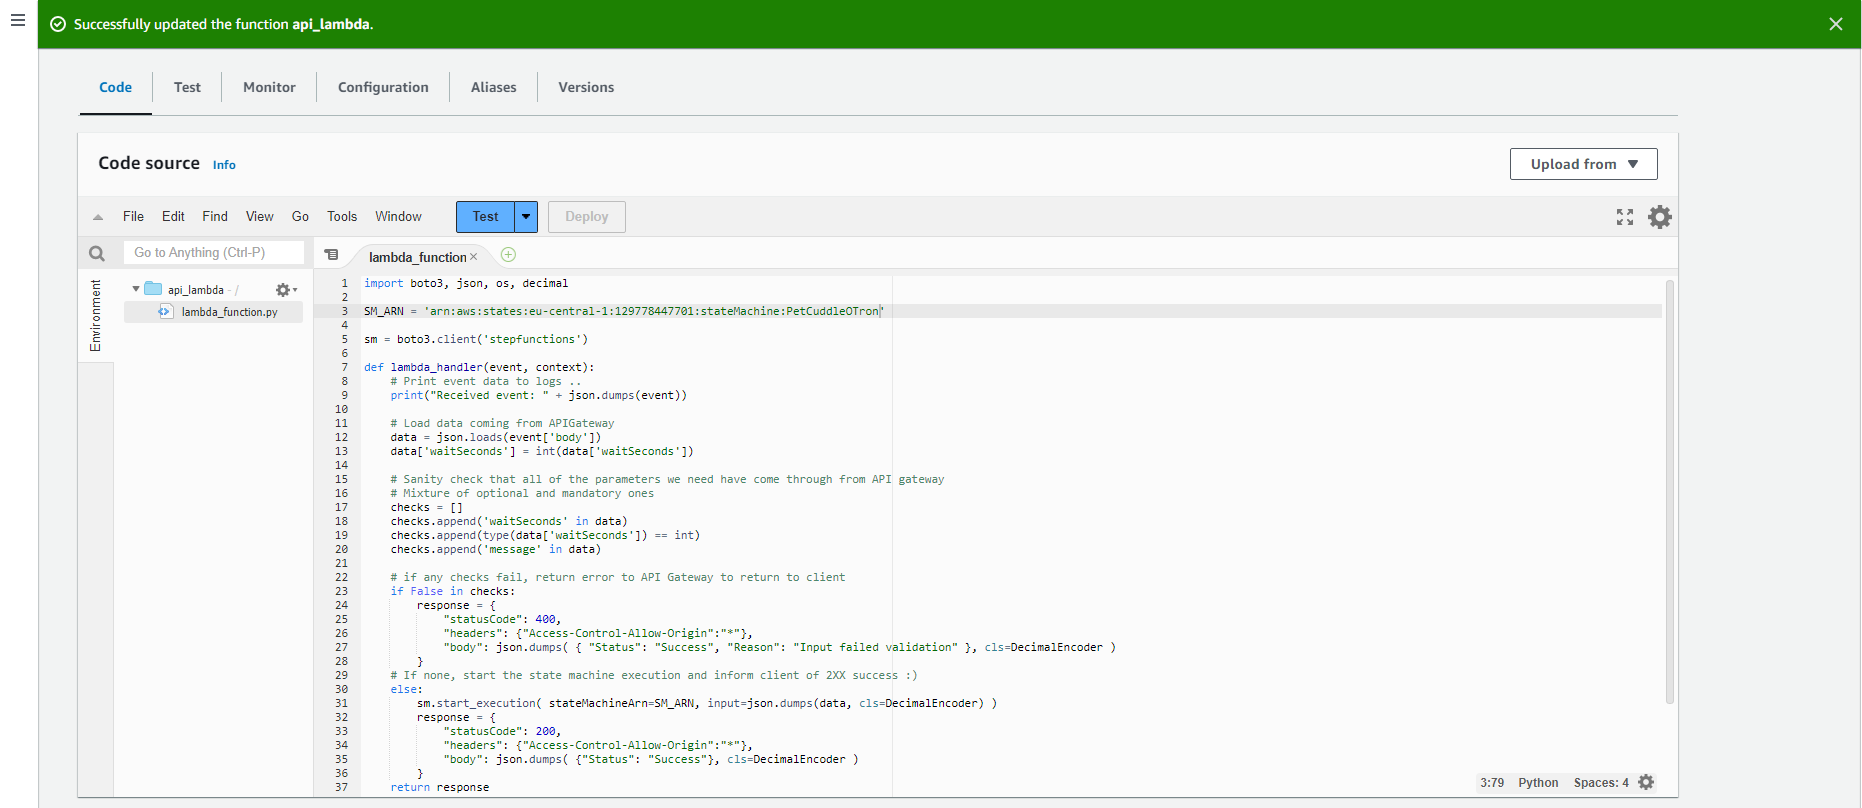 Successfully updated the function api_lambda.
Code
Test
Monitor
Configuration
Aliases
Versions
Code source Info
Upload from
File Edit Find View Go Tools Window
Test
Deploy
Go to Anything (Ctrl-P)
lambda_function
Environment
api_lambda - /
lambda_function.py
1 import boto3, json, os, decimal
2
3 SM_ARN = 'arn:aws:states:eu-central-1:129778447701:stateMachine:PetCuddleOTron'
4
5 sm = boto3.client('stepfunctions')
6
7 def lambda_handler(event, context):
8     # Print event data to logs ..
9     print("Received event: " + json.dumps(event))
10
11     # Load data coming from APIGateway
12     data = json.loads(event['body'])
13     data['waitSeconds'] = int(data['waitSeconds'])
14
15     # Sanity check that all of the parameters we need have come through from API gateway
16     # Mixture of optional and mandatory ones
17     checks = []
18     checks.append('waitSeconds' in data)
19     checks.append(type(data['waitSeconds']) == int)
20     checks.append('message' in data)
21
22     # if any checks fail, return error to API Gateway to return to client
23     if False in checks:
24         response = {
25             "statusCode": 400,
26             "headers": {"Access-Control-Allow-Origin":"*"},
27             "body": json.dumps( { "Status": "Success", "Reason": "Input failed validation" }, cls=DecimalEncoder )
28         }
29     # If none, start the state machine execution and inform client of 2XX success :)
30     else:
31         sm.start_execution( stateMachineArn=SM_ARN, input=json.dumps(data, cls=DecimalEncoder) )
32         response = {
33             "statusCode": 200,
34             "headers": {"Access-Control-Allow-Origin":"*"},
35             "body": json.dumps( {"Status": "Success"}, cls=DecimalEncoder )
36         }
37     return response
3:79 Python Spaces: 4